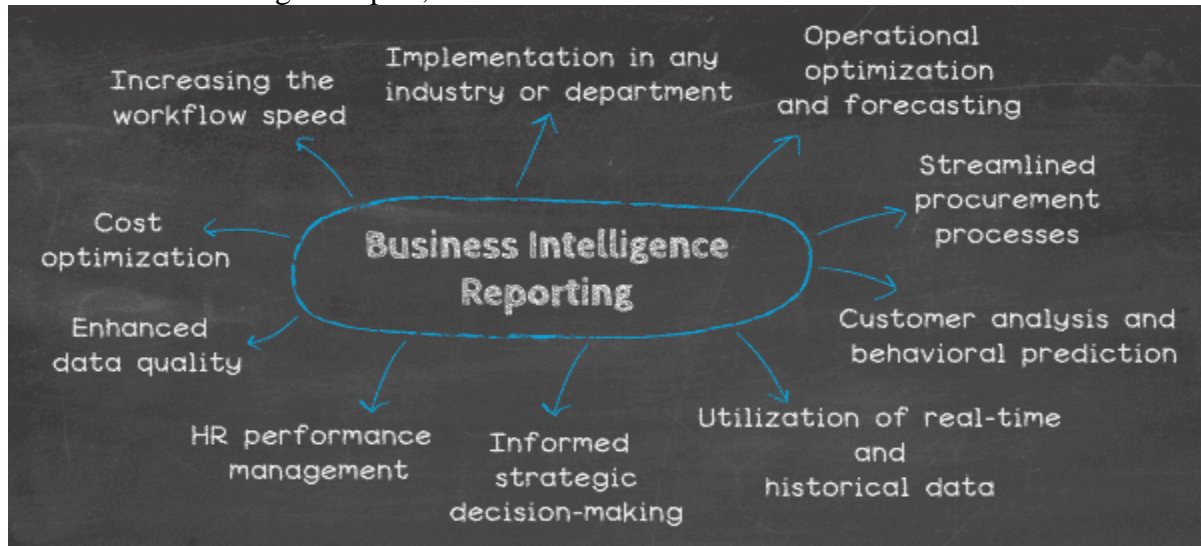 Increasing the
workflow speed
Implementation in any
industry or department
Operational
optimization
and forecasting
Streamlined
procurement
processes
Cost
optimization
Business Intelligence
Reporting
Customer analysis and
behavioral prediction
Enhanced
data quality
HR performance
management
Informed
strategic
decision-making
Utilization of real-time
and
historical data